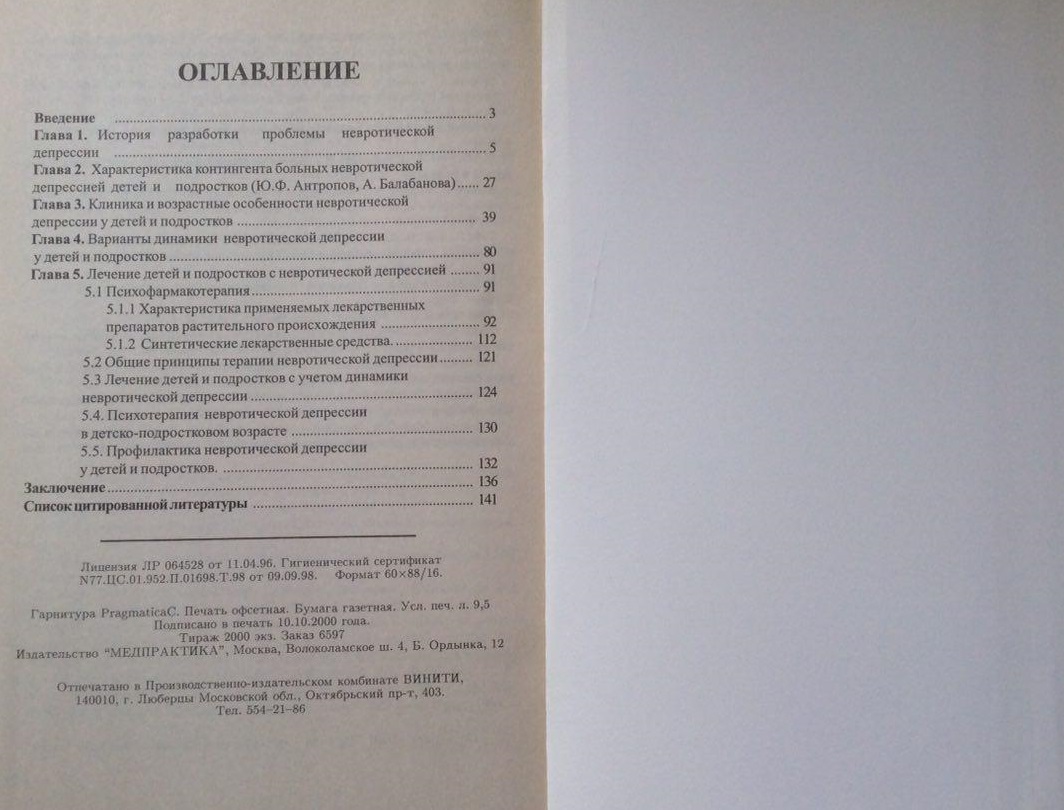 ОГЛАВЛЕНИЕ
Введение ........................ 3
Глава 1. История разработки проблемы невротической
депрессии ........................ 5
Глава 2. Характеристика контингента больных невротической
депрессией детей и подростков (Ю.Ф. Антропов, А. Балабанова)...... 27
Глава 3. Клиника и возрастные особенности невротической
депрессии у детей и подростков ........................ 39
Глава 4. Варианты динамики невротической депрессии
у детей и подростков ........................ 80
Глава 5. Лечение детей и подростков с невротической депрессией ........ 91
5.1 Психофармакотерапия ........................ 91
5.1.1 Характеристика применяемых лекарственных
препаратов растительного происхождения ........................ 92
5.1.2 Синтетические лекарственные средства. ........................ 112
5.2 Общие принципы терапии невротической депрессии ......... 121
5.3 Лечение детей и подростков с учетом динамики
невротической депрессии ........................ 124
5.4. Психотерапия невротической депрессии
в детско-подростковом возрасте ........................ 130
5.5. Профилактика невротической депрессии
у детей и подростков. ........................ 132
Заключение ........................ 136
Список цитированной литературы ........................ 141
Лицензия ЛР 064528 от 11.04.96. Гигиенический сертификат
N77.ЦС.01.952.П.01698.Т.98 от 09.09.98. Формат 60×88/16.
Гарнитура PragmaticaC. Печать офсетная. Бумага газетная. Усл. печ. л. 9,5
Подписано в печать 10.10.2000 года.
Тираж 2000 экз. Заказ 6597
Издательство “МЕДПРАКТИКА”, Москва, Волоколамское ш. 4, Б. Ордынка, 12
Отпечатано в Производственно-издательском комбинате ВИНИТИ,
140010, г. Люберцы Московской обл., Октябрьский пр-т, 403.
Тел. 554-21-86